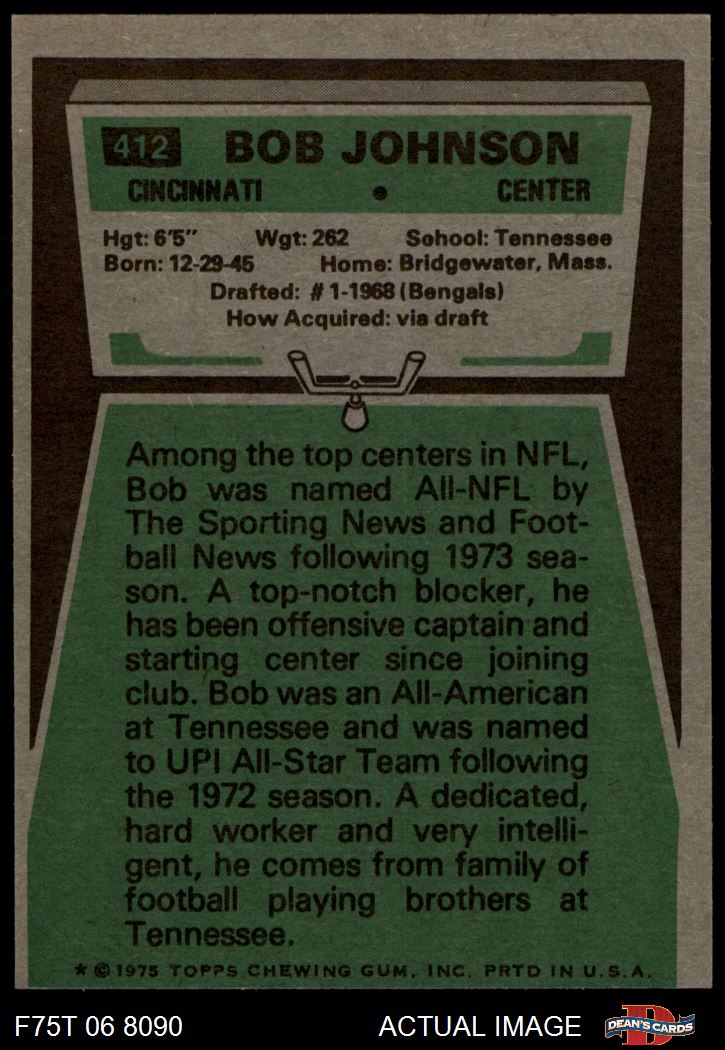 412 BOB JOHNSON
CINCINNATI • CENTER
Hgt: 6'5" Wgt: 262 School: Tennessee
Born: 12-29-45 Home: Bridgewater, Mass.
Drafted: #1-1968 (Bengals)
How Acquired: via draft
Among the top centers in NFL,
Bob was named All-NFL by
The Sporting News and Foot-
ball News following 1973 sea-
son. A top-notch blocker, he
has been offensive captain and
starting center since joining
club. Bob was an All-American
at Tennessee and was named
to UPI All-Star Team following
the 1972 season. A dedicated,
hard worker and very intelli-
gent, he comes from family of
football playing brothers at
Tennessee.
★ © 1975 TOPPS CHEWING GUM, INC. PRTD IN U.S.A.
F75T 06 8090 ACTUAL IMAGE DEAN'S CARDS